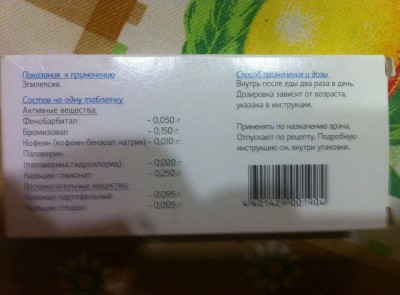 Показания к применению
Эпилепсия.
Состав на одну таблетку
Активные вещества:
Фенобарбитал - 0,050 г
Бромизовал - 0,150 г
Кофеин (кофеин-бензоат натрия) - 0,010 г
Папаверин
(папаверина гидрохлорид) - 0,020 г
Кальция глюконат - 0,250 г
Вспомогательные вещества:
Крахмал картофельный - 0,095 г
Кальция стеарат - 0,005 г
Способ применения и дозы
Внутрь после еды два раза в день.
Дозировка зависит от возраста,
указана в инструкции.
Применять по назначению врача.
Отпускают по рецепту. Подробную
инструкцию см. внутри упаковки.
4 601429 001904